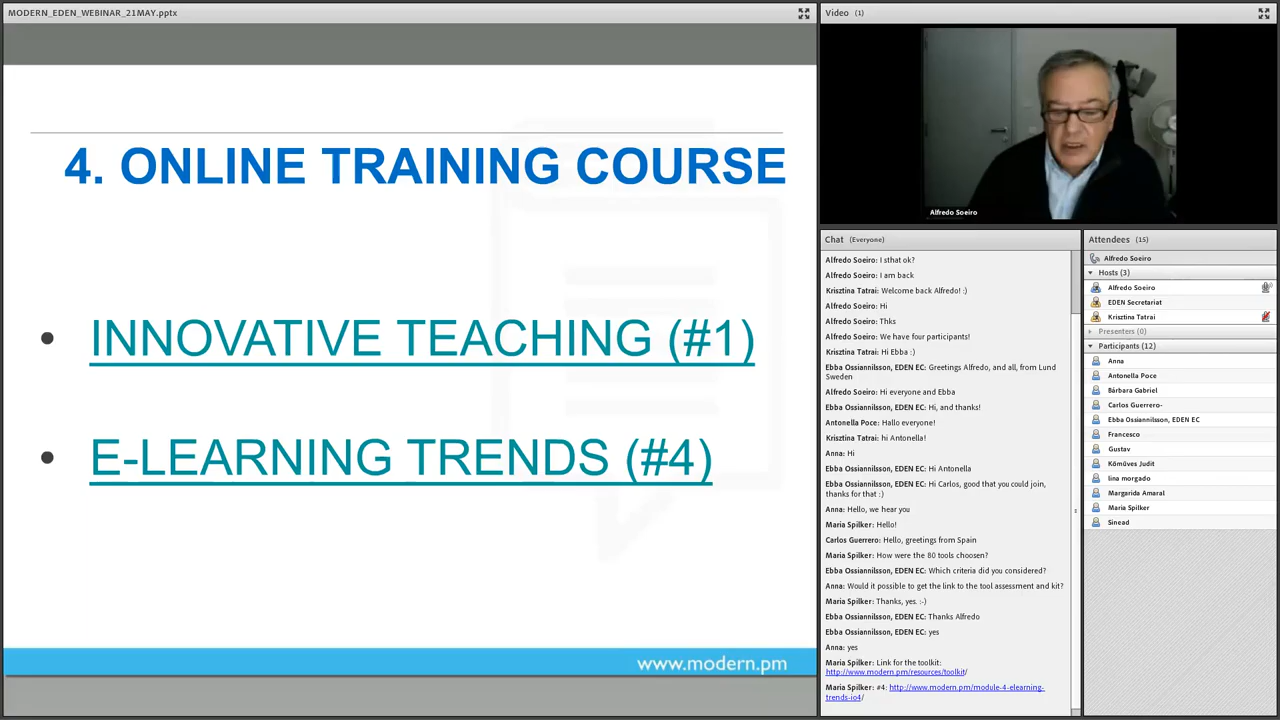 MODERN_EDEN_WEBINAR_21MAY.pptx
4. ONLINE TRAINING COURSE
INNOVATIVE TEACHING (#1)
E-LEARNING TRENDS (#4)
www.modern.pm
Video (1)
Alfredo Soeiro
Chat (Everyone)
Alfredo Soeiro: I sthat ok?
Alfredo Soeiro: I am back
Krisztina Tatrai: Welcome back Alfredo! :)
Alfredo Soeiro: Hi
Alfredo Soeiro: Thks
Alfredo Soeiro: We have four participants!
Krisztina Tatrai: Hi Ebba :)
Ebba Ossiannilsson, EDEN EC: Greetings Alfredo, and all, from Lund
Sweden
Alfredo Soeiro: Hi everyone and Ebba
Ebba Ossiannilsson, EDEN EC: Hi, and thanks!
Antonella Poce: Hallo everyone!
Krisztina Tatrai: hi Antonella!
Anna: Hi
Ebba Ossiannilsson, EDEN EC: Hi Antonella
Ebba Ossiannilsson, EDEN EC: Hi Carlos, good that you could join,
thanks for that :)
Anna: Hello, we hear you
Maria Spilker: Hello!
Carlos Guerrero: Hello, greetings from Spain
Maria Spilker: How were the 80 tools choosen?
Ebba Ossiannilsson, EDEN EC: Which criteria did you considered?
Anna: Would it possible to get the link to the tool assessment and kit?
Maria Spilker: Thanks, yes. :-)
Ebba Ossiannilsson, EDEN EC: Thanks Alfredo
Ebba Ossiannilsson, EDEN EC: yes
Anna: yes
Maria Spilker: Link for the toolkit:
http://www.modern.pm/resources/toolkit/
Maria Spilker: #4: http://www.modern.pm/module-4-elearning-
trends-io4/
Attendees (15)
Alfredo Soeiro
Hosts (3)
Alfredo Soeiro
EDEN Secretariat
Krisztina Tatrai
Presenters (0)
Participants (12)
Anna
Antonella Poce
Bárbara Gabriel
Carlos Guerrero-
Ebba Ossiannilsson, EDEN EC
Francesco
Gustav
Kőműves Judit
lina morgado
Margarida Amaral
Maria Spilker
Sinead